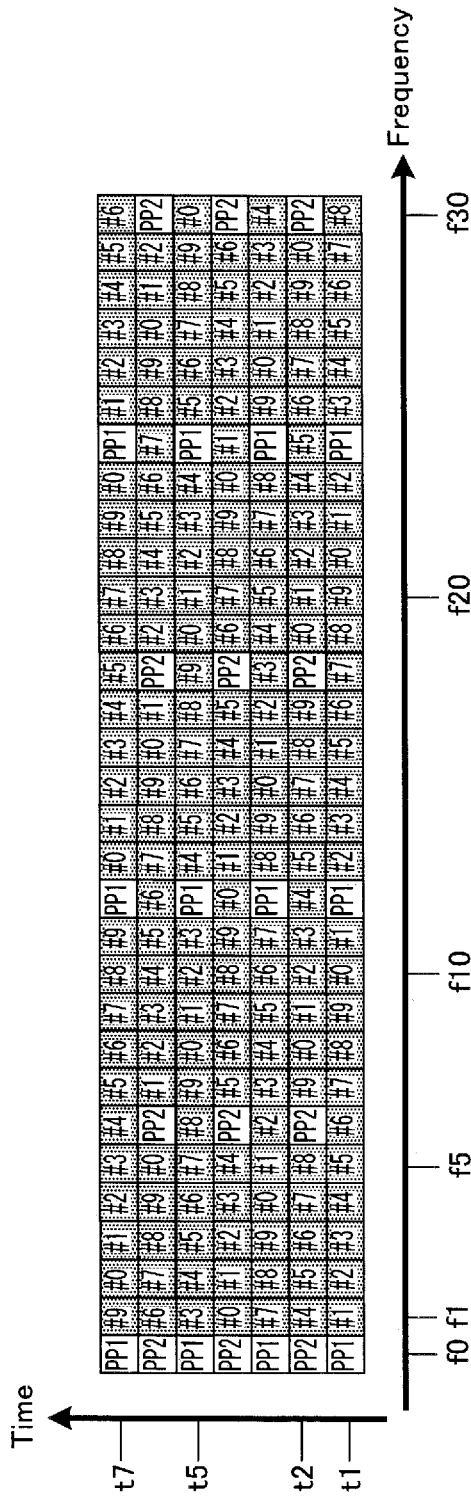 Time
t7 PP1 #9 #0 #1 #2 #3 #4 #5 #6 #7 #8 #9 PP1 #0 #1 #2 #3 #4 #5 #6 #7 #8 #9 #0 PP1 #1 #2 #3 #4 #5 #6
PP2 #6 #7 #8 #9 #0 PP2 #1 #2 #3 #4 #5 #6 #7 #8 #9 #0 #1 PP2 #2 #3 #4 #5 #6 #7 #8 #9 #0 #1 #2 PP2
t5 PP1 #3 #4 #5 #6 #7 #8 #9 #0 #1 #2 #3 PP1 #4 #5 #6 #7 #8 #9 #0 #1 #2 #3 #4 PP1 #5 #6 #7 #8 #9 #0
PP2 #0 #1 #2 #3 #4 PP2 #5 #6 #7 #8 #9 #0 #1 #2 #3 #4 #5 PP2 #6 #7 #8 #9 #0 #1 #2 #3 #4 #5 #6 PP2
PP1 #7 #8 #9 #0 #1 #2 #3 #4 #5 #6 #7 PP1 #8 #9 #0 #1 #2 #3 #4 #5 #6 #7 #8 PP1 #9 #0 #1 #2 #3 #4
t2 PP2 #4 #5 #6 #7 #8 PP2 #9 #0 #1 #2 #3 #4 #5 #6 #7 #8 #9 PP2 #0 #1 #2 #3 #4 #5 #6 #7 #8 #9 #0 PP2
t1 PP1 #1 #2 #3 #4 #5 #6 #7 #8 #9 #0 #1 PP1 #2 #3 #4 #5 #6 #7 #8 #9 #0 #1 #2 PP1 #3 #4 #5 #6 #7 #8
Frequency
f0 f1 f5 f10 f20 f30